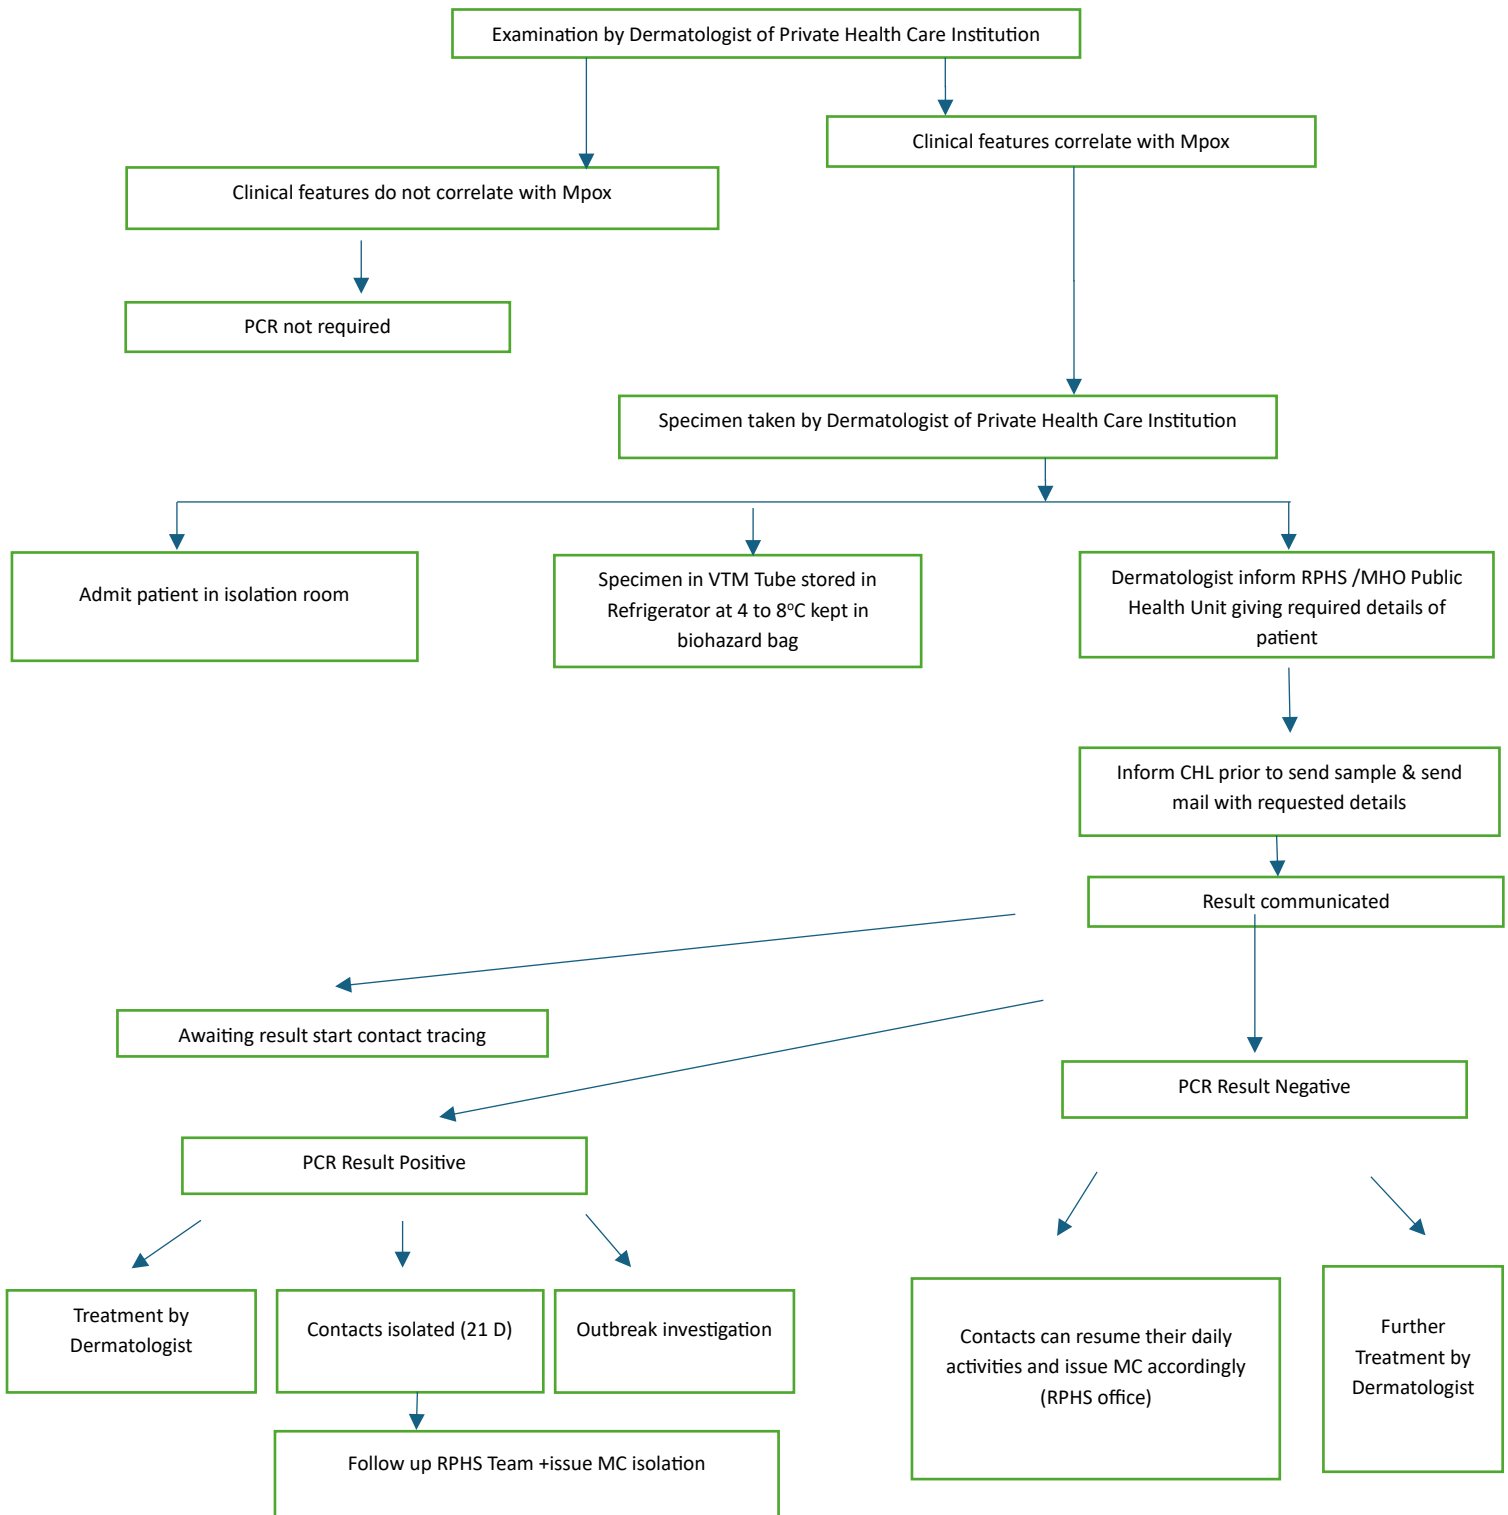 Examination by Dermatologist of Private Health Care Institution
Clinical features correlate with Mpox
Clinical features do not correlate with Mpox
PCR not required
Specimen taken by Dermatologist of Private Health Care Institution
Admit patient in isolation room
Specimen in VTM Tube stored in
Refrigerator at 4 to 8°C kept in
biohazard bag
Dermatologist inform RPHS /MHO Public
Health Unit giving required details of
patient
Inform CHL prior to send sample & send
mail with requested details
Result communicated
Awaiting result start contact tracing
PCR Result Negative
PCR Result Positive
Treatment by
Dermatologist
Contacts isolated (21 D)
Outbreak investigation
Contacts can resume their daily
activities and issue MC accordingly
(RPHS office)
Further
Treatment by
Dermatologist
Follow up RPHS Team +issue MC isolation